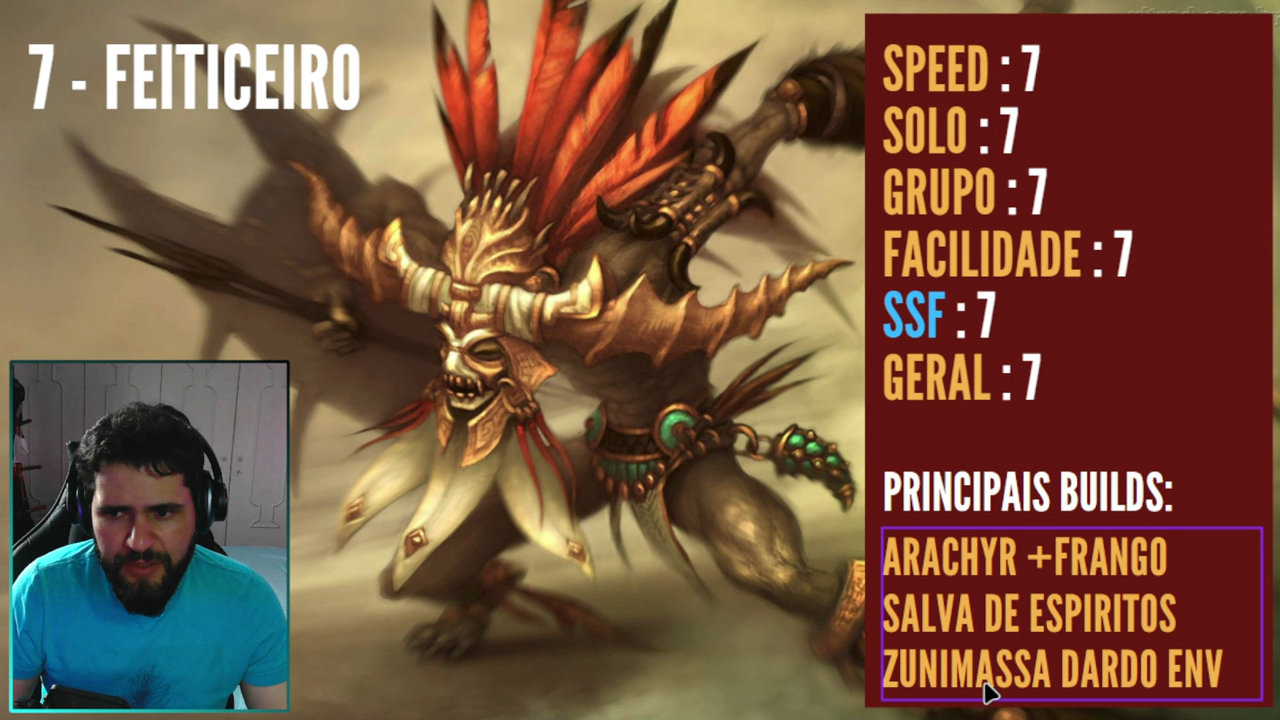 7 - FEITICEIRO
SPEED : 7
SOLO : 7
GRUPO : 7
FACILIDADE : 7
SSF : 7
GERAL : 7
PRINCIPAIS BUILDS:
ARACHYR +FRANGO
SALVA DE ESPIRITOS
ZUNIMASSA DARDO ENV